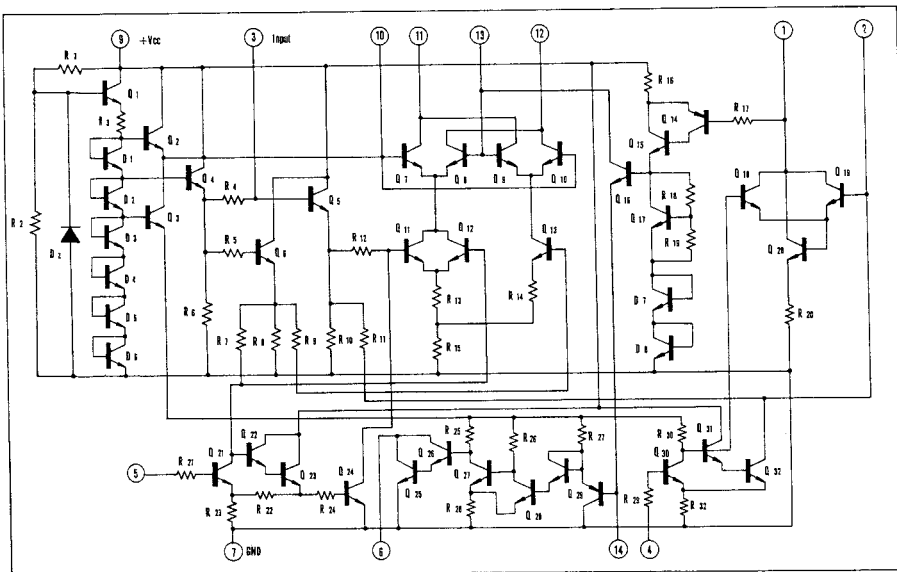 9 +Vcc
3 Input
10
11
13
12
1
2
R 1
Q 1
R 3
Q 2
D 1
D 2
Q 3
R 2
D z
D 3
D 4
D 5
D 6
Q 4
R 4
R 5
Q 6
Q 5
R 6
R 7
R 8
R 9
R 10
R 11
R 12
Q 7
Q 8
Q 9
Q 10
Q 11
Q 12
Q 13
R 13
R 14
R 15
R 16
Q 14
R 17
Q 15
Q 16
Q 17
R 18
R 19
D 7
D 8
Q 18
Q 19
Q 20
R 20
5
R 21
Q 21
Q 22
Q 23
R 22
R 23
R 24
Q 24
7 GND
6
Q 25
Q 26
R 25
Q 27
R 26
R 27
R 28
Q 28
Q 29
14
R 29
Q 30
R 30
Q 31
Q 32
R 32
4